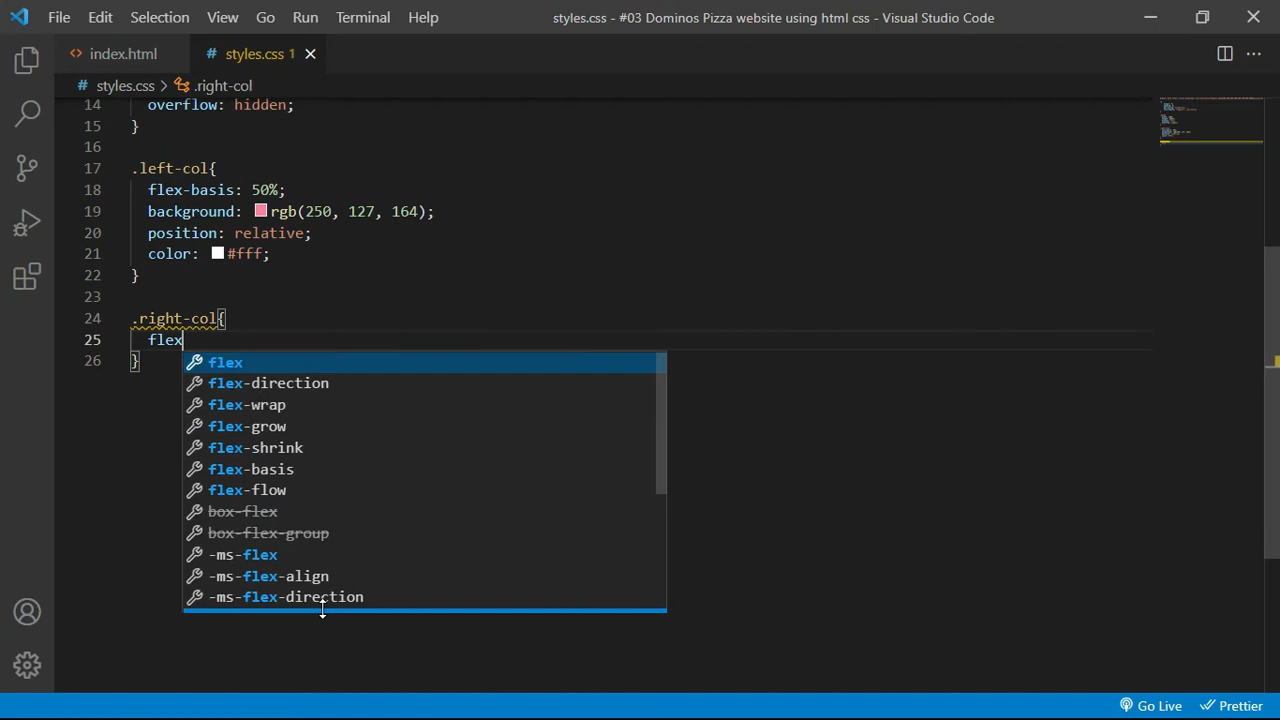 File Edit Selection View Go Run Terminal Help styles.css - #03 Dominos Pizza website using html css - Visual Studio Code
<> index.html # styles.css 1
# styles.css > .right-col
14 overflow: hidden;
15 }
16
17 .left-col{
18 flex-basis: 50%;
19 background: rgb(250, 127, 164);
20 position: relative;
21 color: #fff;
22 }
23
24 .right-col{
25 flex
26 }
flex
flex-direction
flex-wrap
flex-grow
flex-shrink
flex-basis
flex-flow
box-flex
box-flex-group
-ms-flex
-ms-flex-align
-ms-flex-direction
Go Live Prettier